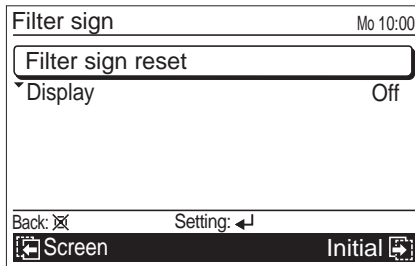 Filter sign Mo 10:00
Filter sign reset
Display Off
Back: Setting:
Screen Initial